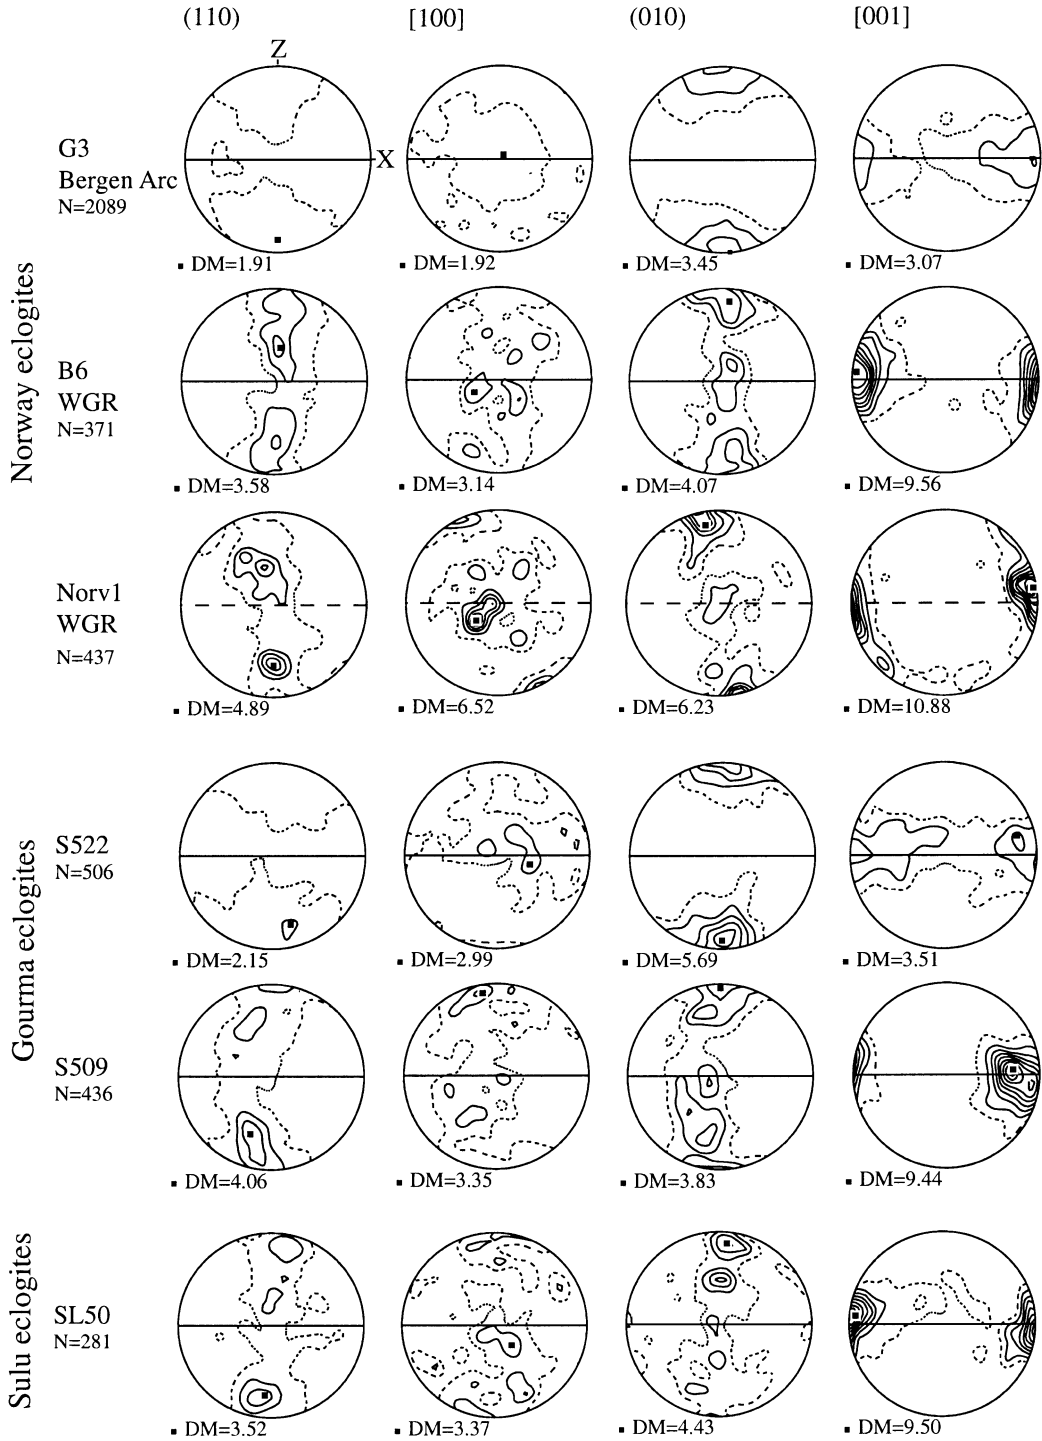 (110) [100] (010) [001]
Z
X
Norway eclogites
G3
Bergen Arc
N=2089
DM=1.91 DM=1.92 DM=3.45 DM=3.07
B6
WGR
N=371
DM=3.58 DM=3.14 DM=4.07 DM=9.56
Norv1
WGR
N=437
DM=4.89 DM=6.52 DM=6.23 DM=10.88
Gourma eclogites
S522
N=506
DM=2.15 DM=2.99 DM=5.69 DM=3.51
S509
N=436
DM=4.06 DM=3.35 DM=3.83 DM=9.44
Sulu eclogites
SL50
N=281
DM=3.52 DM=3.37 DM=4.43 DM=9.50